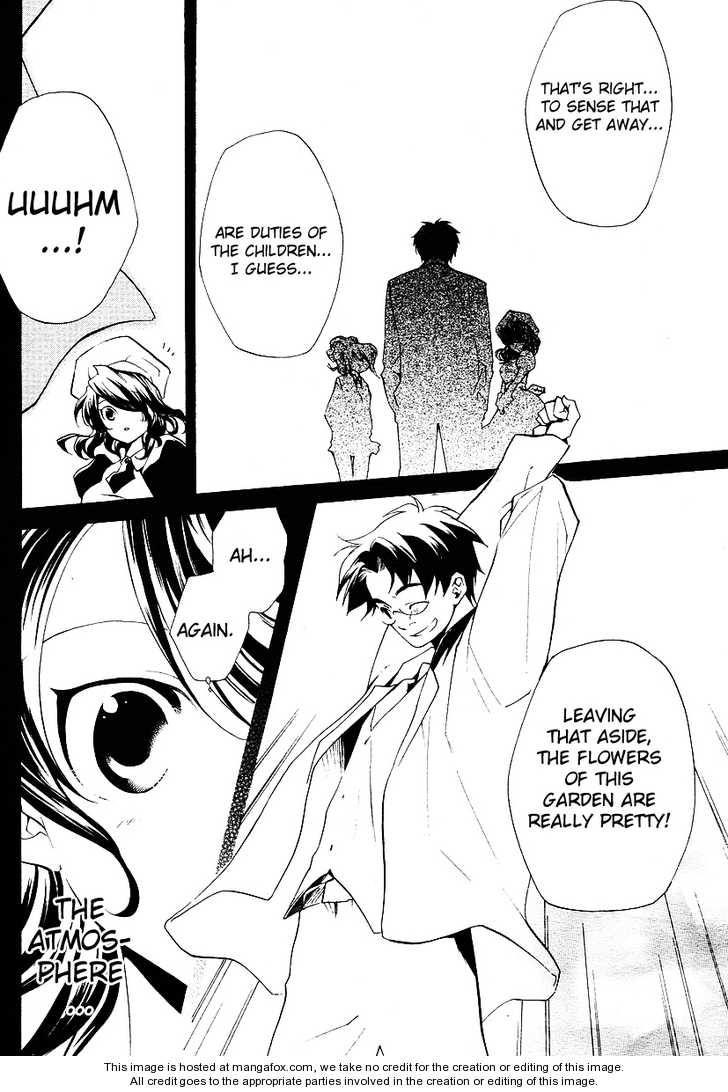 THAT'S RIGHT...
TO SENSE THAT
AND GET AWAY...
ARE DUTIES OF
THE CHILDREN...
I GUESS...
UUUHM
...!
LEAVING
THAT ASIDE,
THE FLOWERS
OF THIS
GARDEN ARE
REALLY PRETTY!
AH...
AGAIN.
THE
ATMOS-
PHERE
...
This image is hosted at mangafox.com, we take no credit for the creation or editing of this image.
All credit goes to the appropriate parties involved in the creation or editing of this image.